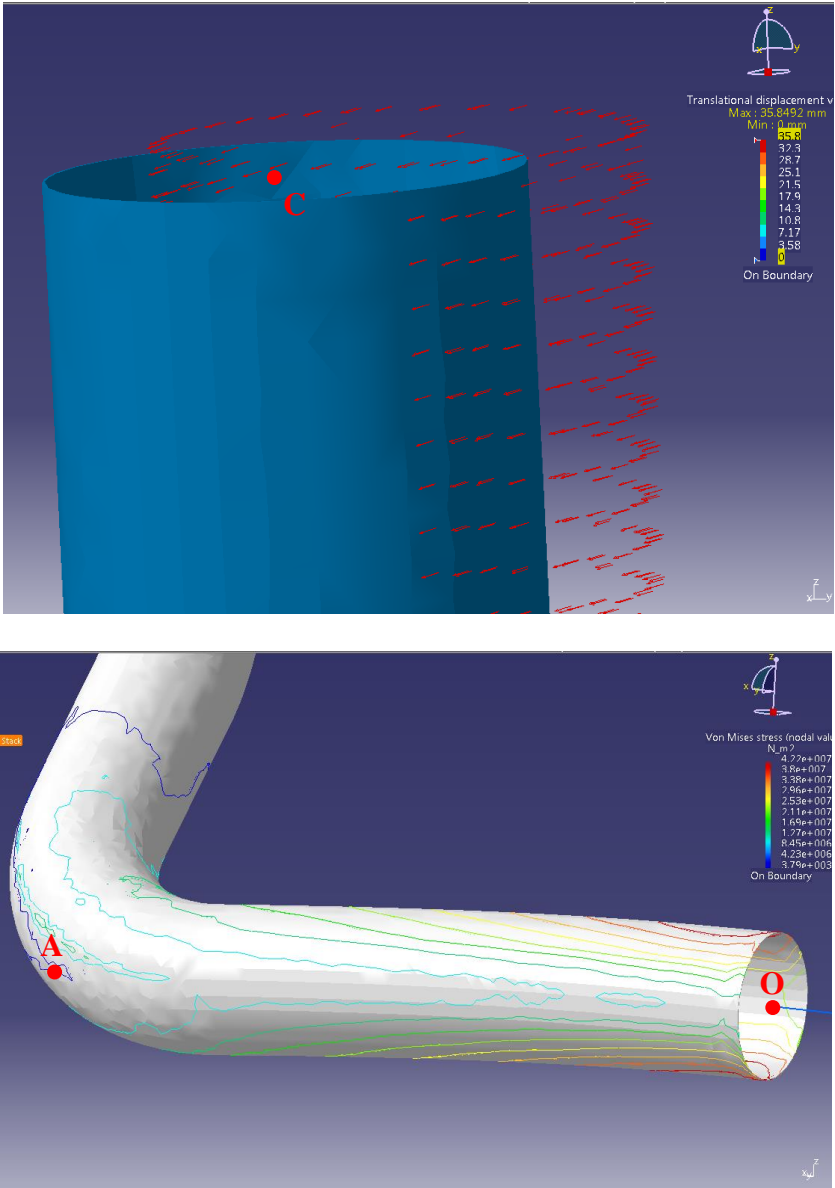 z
x y
Translational displacement v
Max : 35.8492 mm
Min : 0 mm
35.8
32.3
28.7
25.1
21.5
17.9
14.3
10.8
7.17
3.58
0
On Boundary
C
z
x y
z
x y
Stack
Von Mises stress (nodal valu
N_m2
4.22e+007
3.8e+007
3.38e+007
2.96e+007
2.53e+007
2.11e+007
1.69e+007
1.27e+007
8.45e+006
4.23e+006
3.79e+003
On Boundary
A
O
z
xy